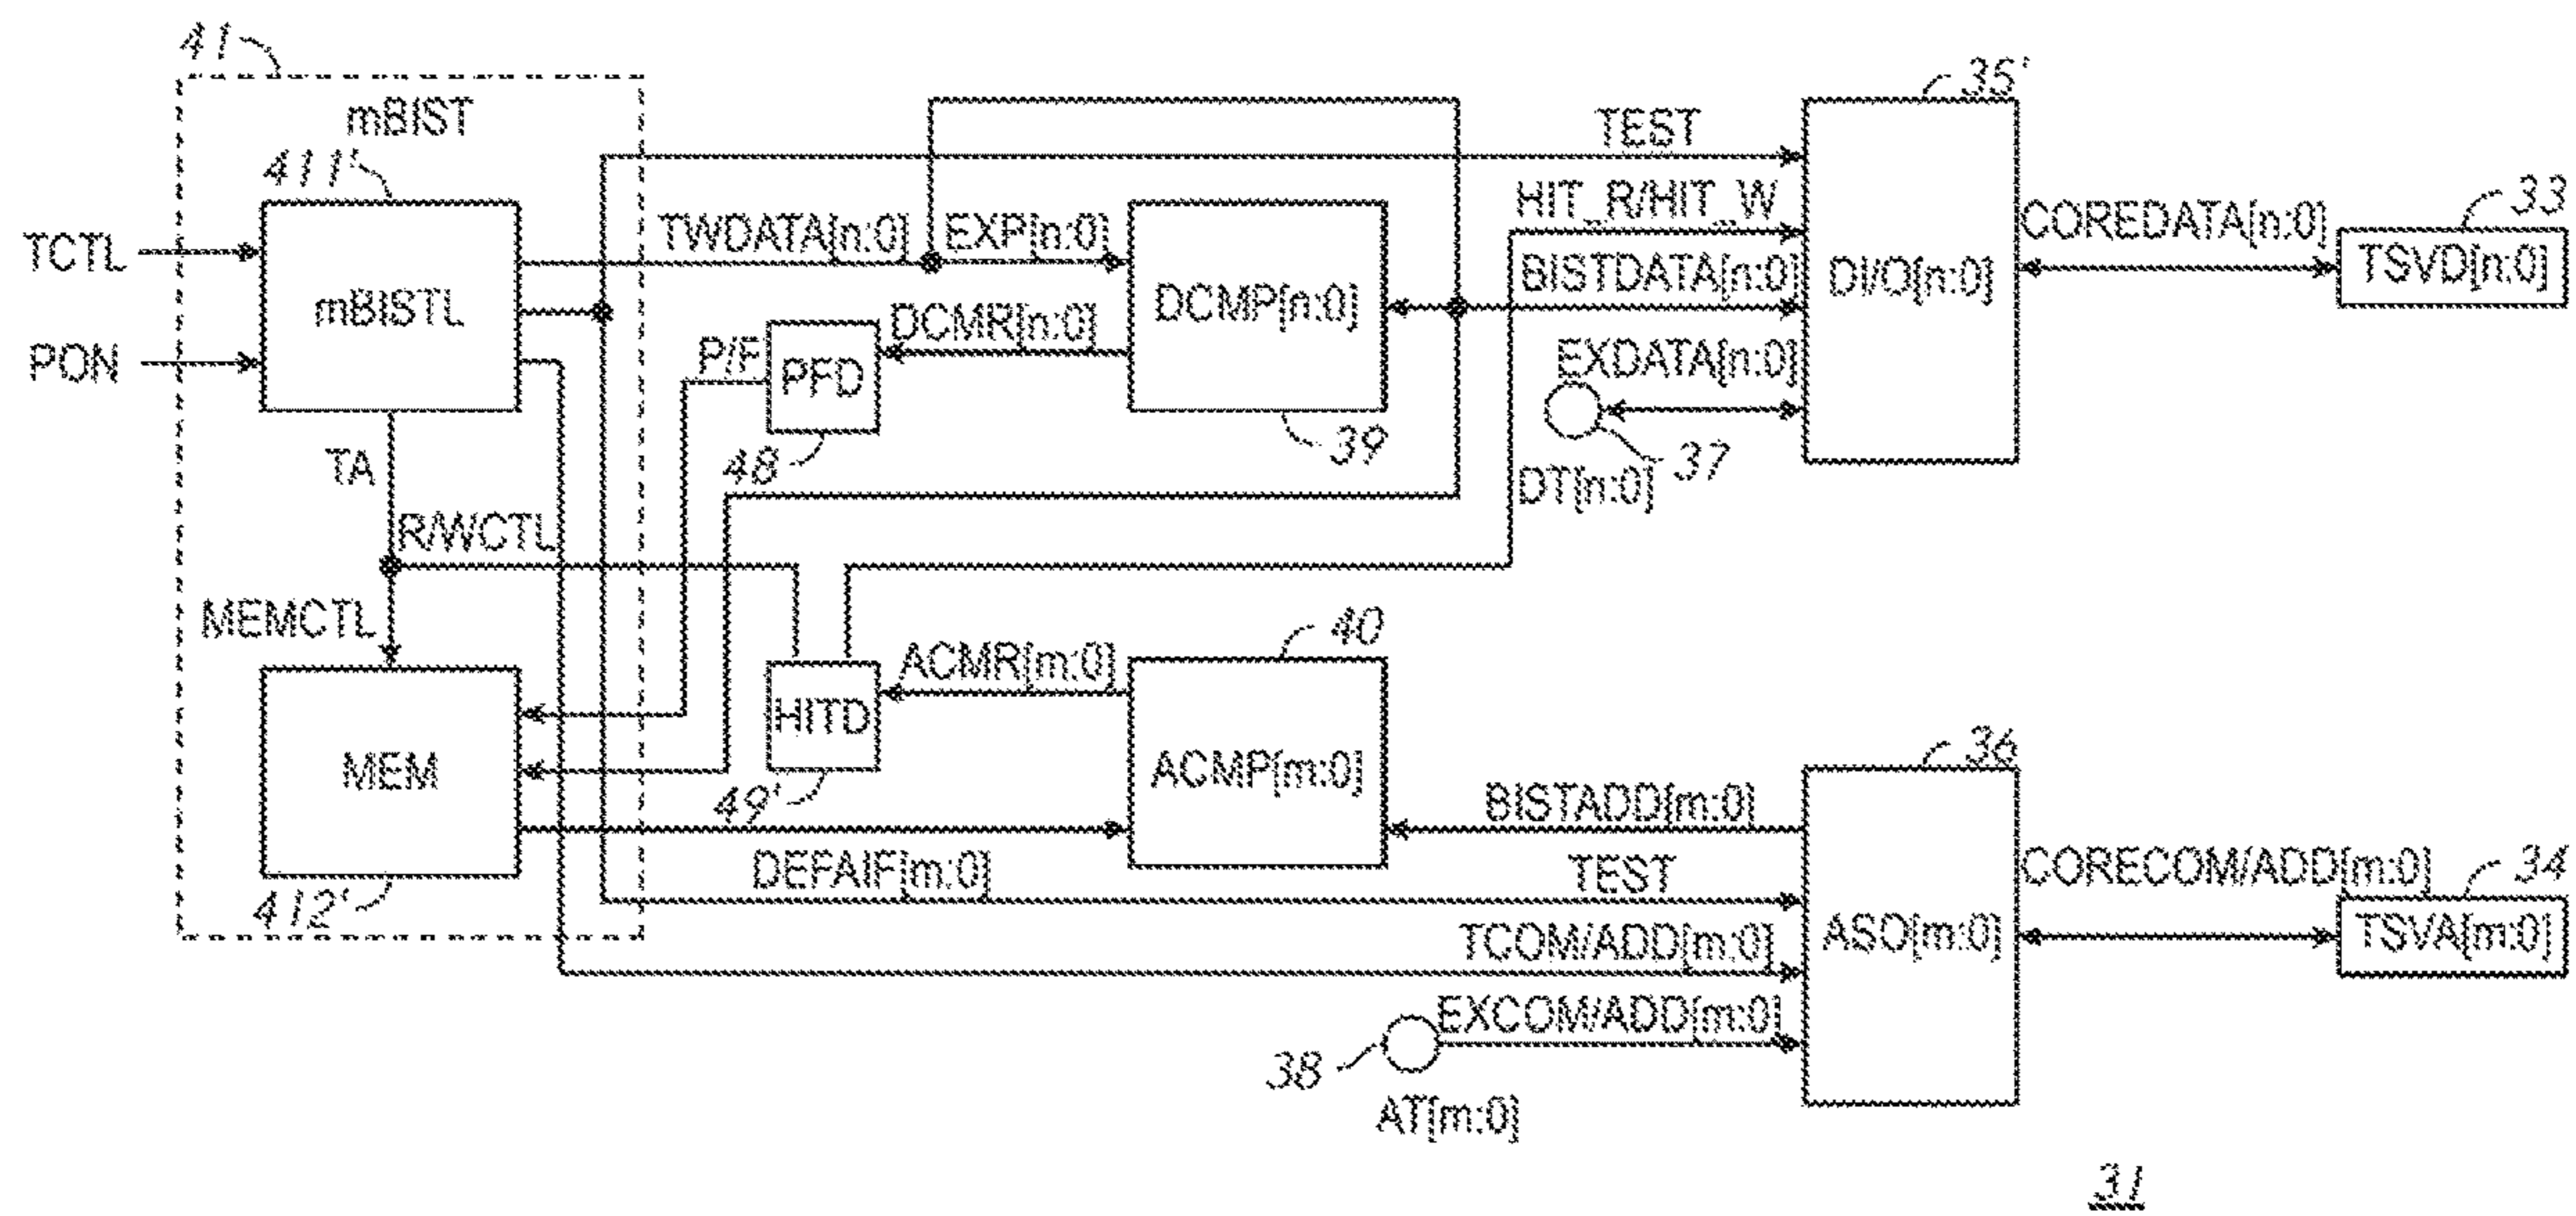 41
mBIST
35'
411'
TEST
HIT_R/HIT_W
33
TWDATA[n:0]
EXP[n:0]
COREDATA[n:0]
TCTL
BISTDATA[n:0]
DI/O[n:0]
TSVD[n:0]
mBISTL
DCMP[n:0]
DCMR[n:0]
PON
P/F
PFD
EXDATA[n:0]
TA
48
39
37
DT[n:0]
R/WCTL
MEMCTL
40
ACMR[m:0]
HITD
36
MEM
ACMP[m:0]
49'
BISTADD[m:0]
DEFAIF[m:0]
TEST
CORECOM/ADD[m:0]
34
412'
TCOM/ADD[m:0]
ASO[m:0]
TSVA[m:0]
EXCOM/ADD[m:0]
38
AT[m:0]
31